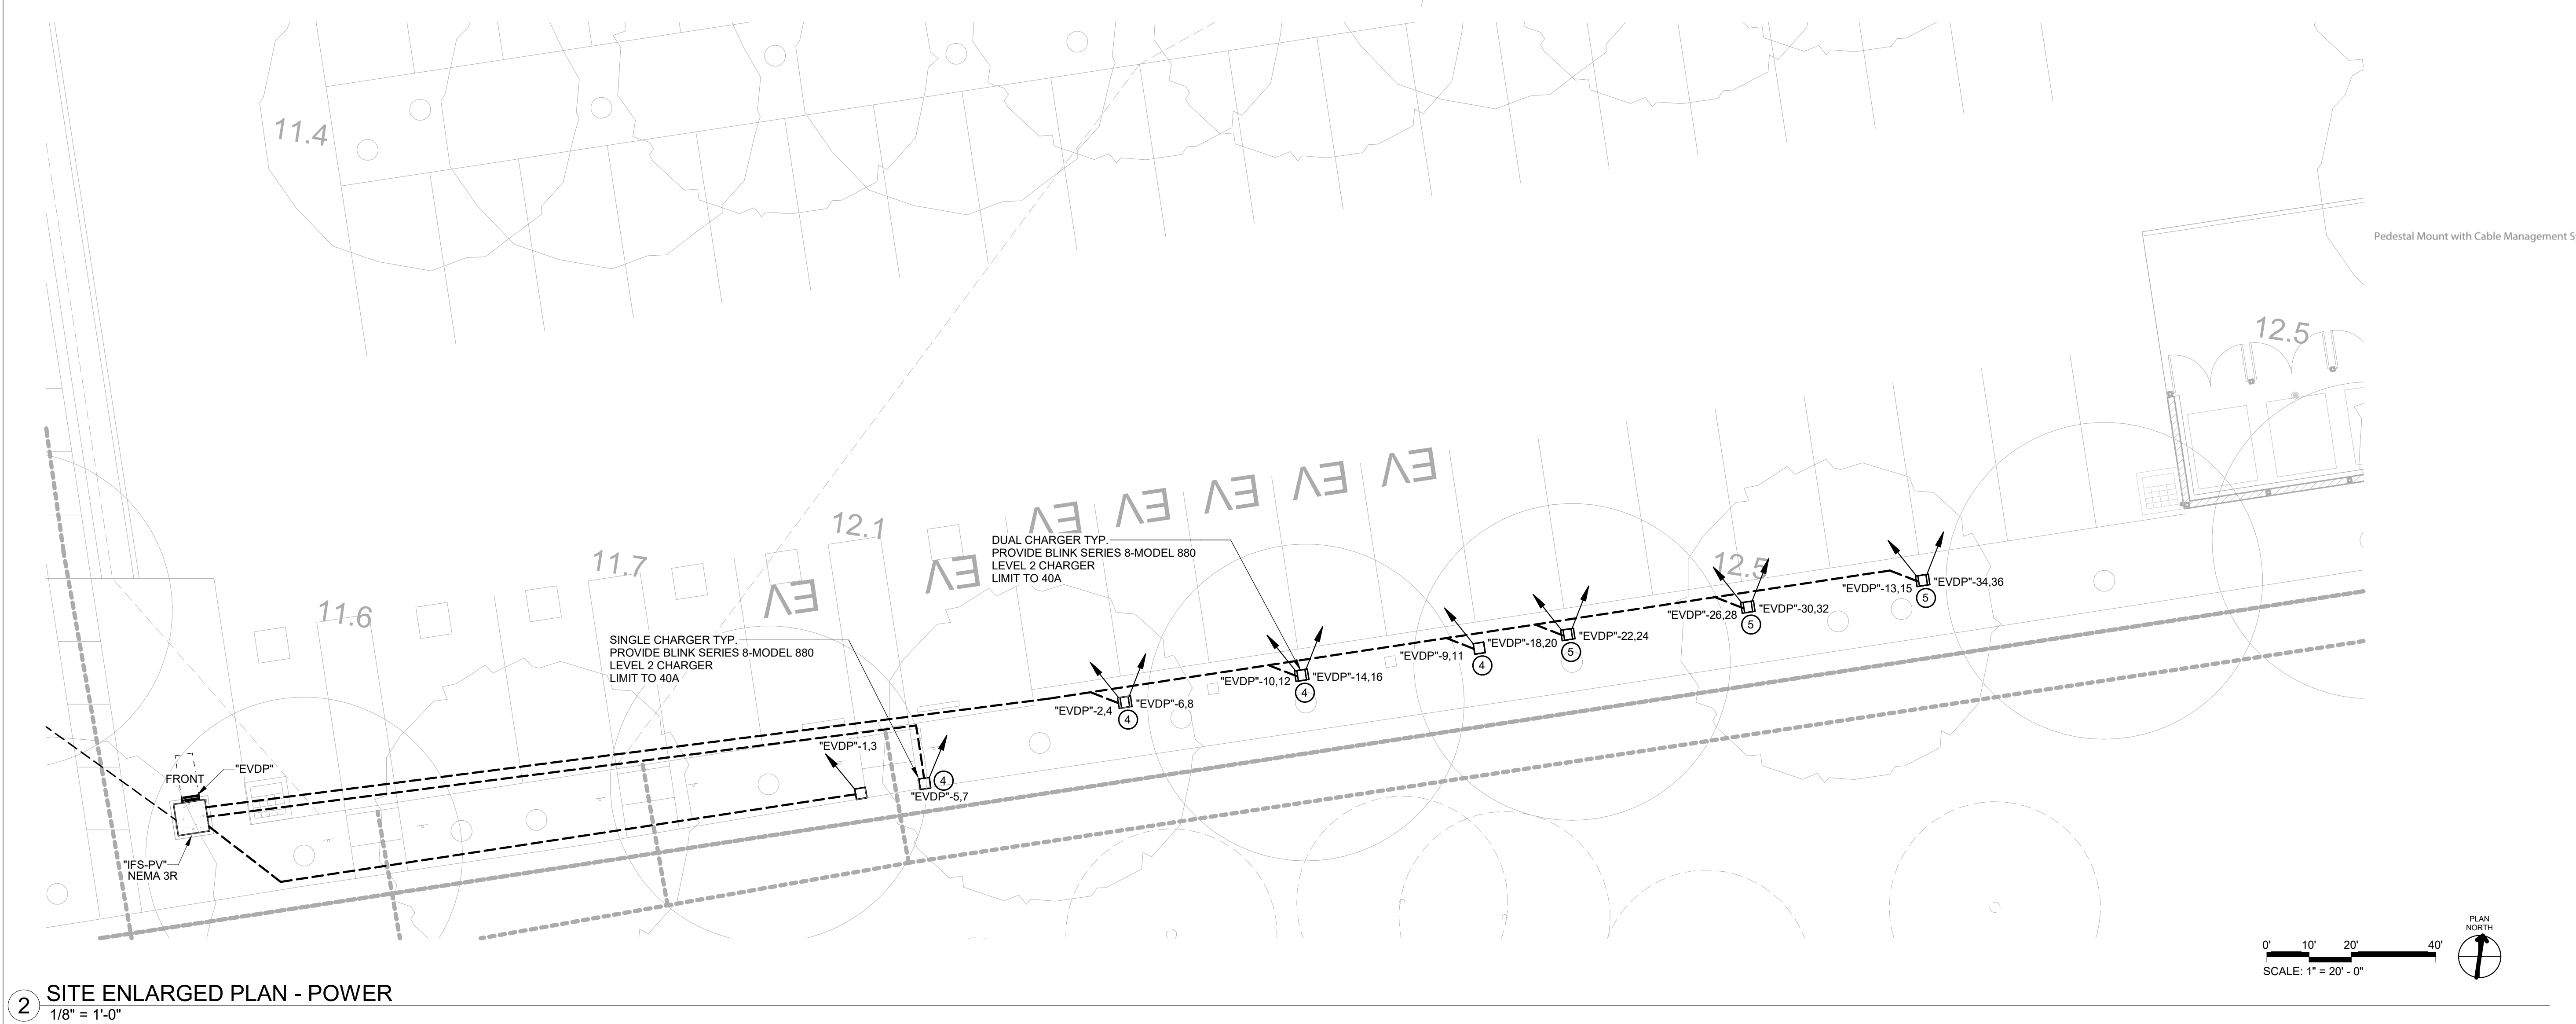 11.4
Pedestal Mount with Cable Management S
12.5
EV
EV
EV
EV
EV
12.1
DUAL CHARGER TYP.
PROVIDE BLINK SERIES 8-MODEL 880
LEVEL 2 CHARGER
LIMIT TO 40A
11.7
EV
EV
12.5
11.6
"EVDP"-13,15
"EVDP"-34,36
5
"EVDP"-26,28
"EVDP"-30,32
5
SINGLE CHARGER TYP.
PROVIDE BLINK SERIES 8-MODEL 880
LEVEL 2 CHARGER
LIMIT TO 40A
"EVDP"-9,11
"EVDP"-18,20
4
"EVDP"-22,24
5
"EVDP"-10,12
"EVDP"-14,16
4
"EVDP"-2,4
"EVDP"-6,8
4
"EVDP"-1,3
4
"EVDP"-5,7
FRONT
"EVDP"
"IFS-PV"
NEMA 3R
0' 10' 20' 40'
SCALE: 1" = 20' - 0"
PLAN
NORTH
2
SITE ENLARGED PLAN - POWER
1/8" = 1'-0"